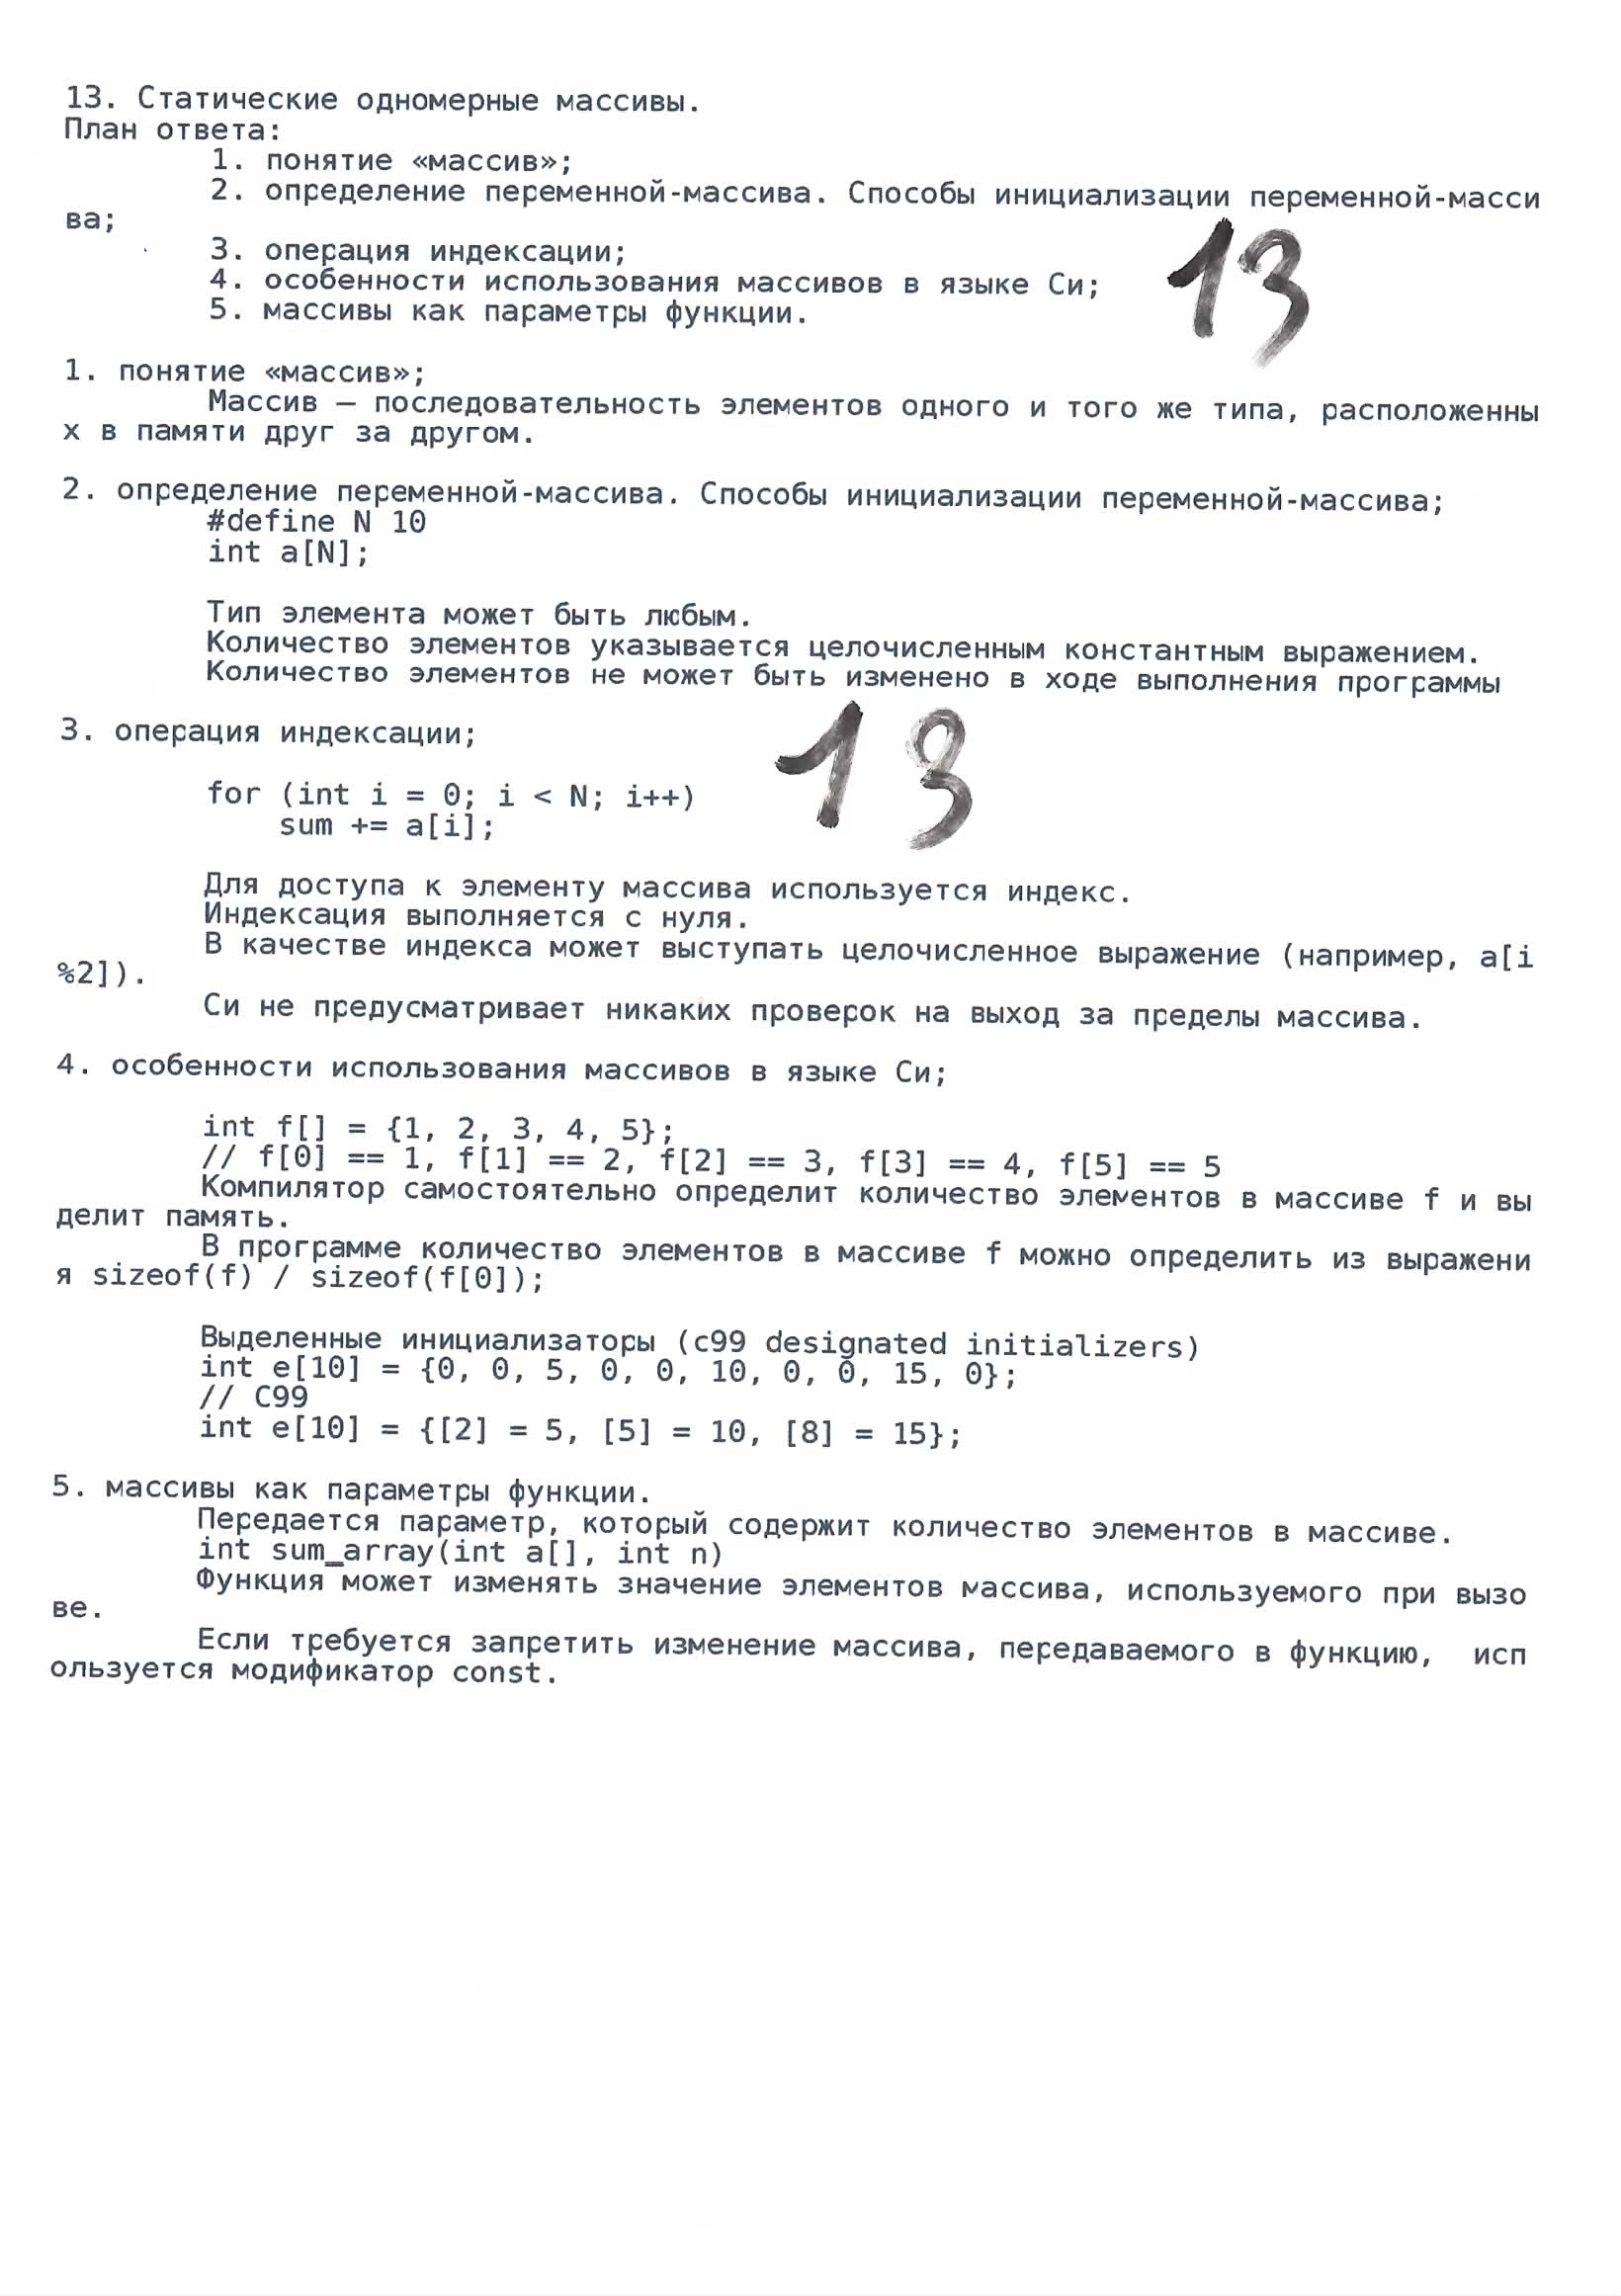 13. Статические одномерные массивы.
План ответа:
1. понятие «массив»;
2. определение переменной-массива. Способы инициализации переменной-масси
ва;
13
3. операция индексации;
4. особенности использования массивов в языке Си;
5. массивы как параметры функции.
1. понятие «массив»;
Массив — последовательность элементов одного и того же типа, расположенны
х в памяти друг за другом.
2. определение переменной-массива. Способы инициализации переменной-массива;
#define N 10
int a[N];
Тип элемента может быть любым.
Количество элементов указывается целочисленным константным выражением.
Количество элементов не может быть изменено в ходе выполнения программы
3. операция индексации;
13
for (int i = 0; i < N; i++)
sum += a[i];
Для доступа к элементу массива используется индекс.
Индексация выполняется с нуля.
В качестве индекса может выступать целочисленное выражение (например, a[i
%2]).
Си не предусматривает никаких проверок на выход за пределы массива.
4. особенности использования массивов в языке Си;
int f[] = {1, 2, 3, 4, 5};
// f[0] == 1, f[1] == 2, f[2] == 3, f[3] == 4, f[5] == 5
Компилятор самостоятельно определит количество элементов в массиве f и вы
делит память.
В программе количество элементов в массиве f можно определить из выражени
я sizeof(f) / sizeof(f[0]);
Выделенные инициализаторы (c99 designated initializers)
int e[10] = {0, 0, 5, 0, 0, 10, 0, 0, 15, 0};
// C99
int e[10] = {[2] = 5, [5] = 10, [8] = 15};
5. массивы как параметры функции.
Передается параметр, который содержит количество элементов в массиве.
int sum_array(int a[], int n)
Функция может изменять значение элементов массива, используемого при вызо
ве.
Если требуется запретить изменение массива, передаваемого в функцию,  исп
ользуется модификатор const.